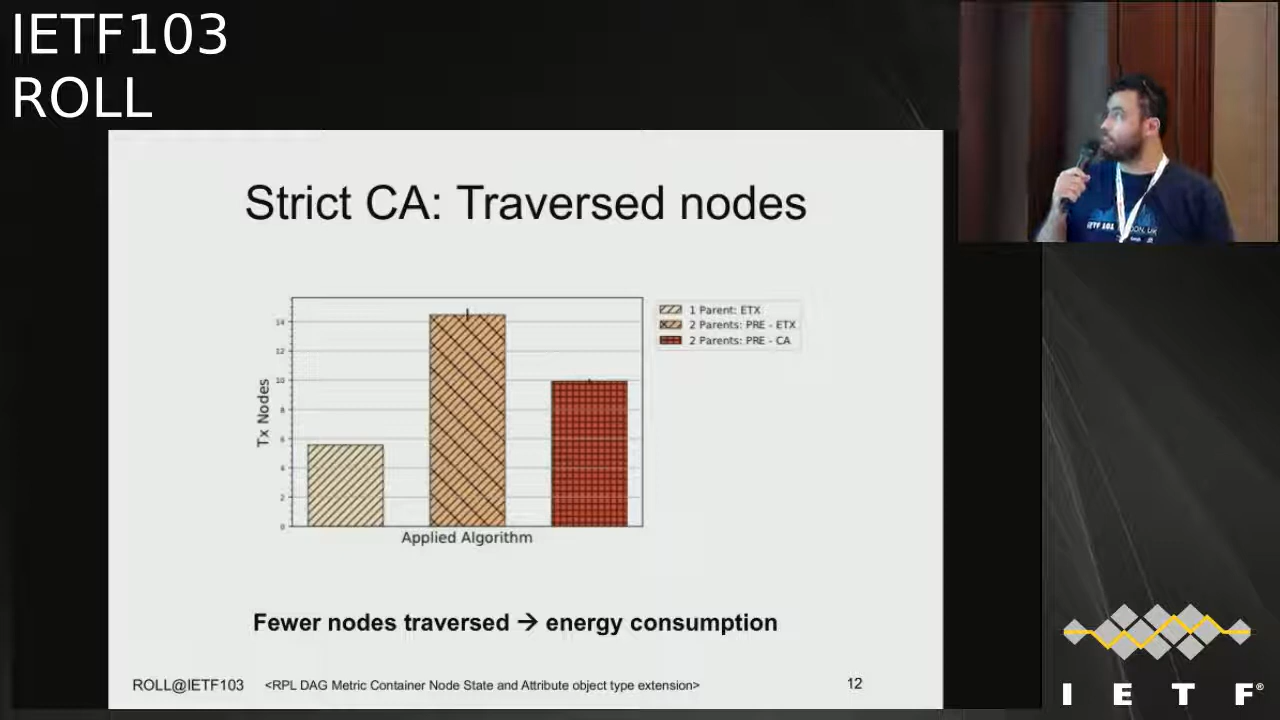 IETF103
ROLL
Strict CA: Traversed nodes
14
12
10
8
6
4
2
0
Tx Nodes
Applied Algorithm
1 Parent: ETX
2 Parents: PRE - ETX
2 Parents: PRE - CA
Fewer nodes traversed → energy consumption
ROLL@IETF103 <RPL DAG Metric Container Node State and Attribute object type extension> 12
IETF 101
I E T F®